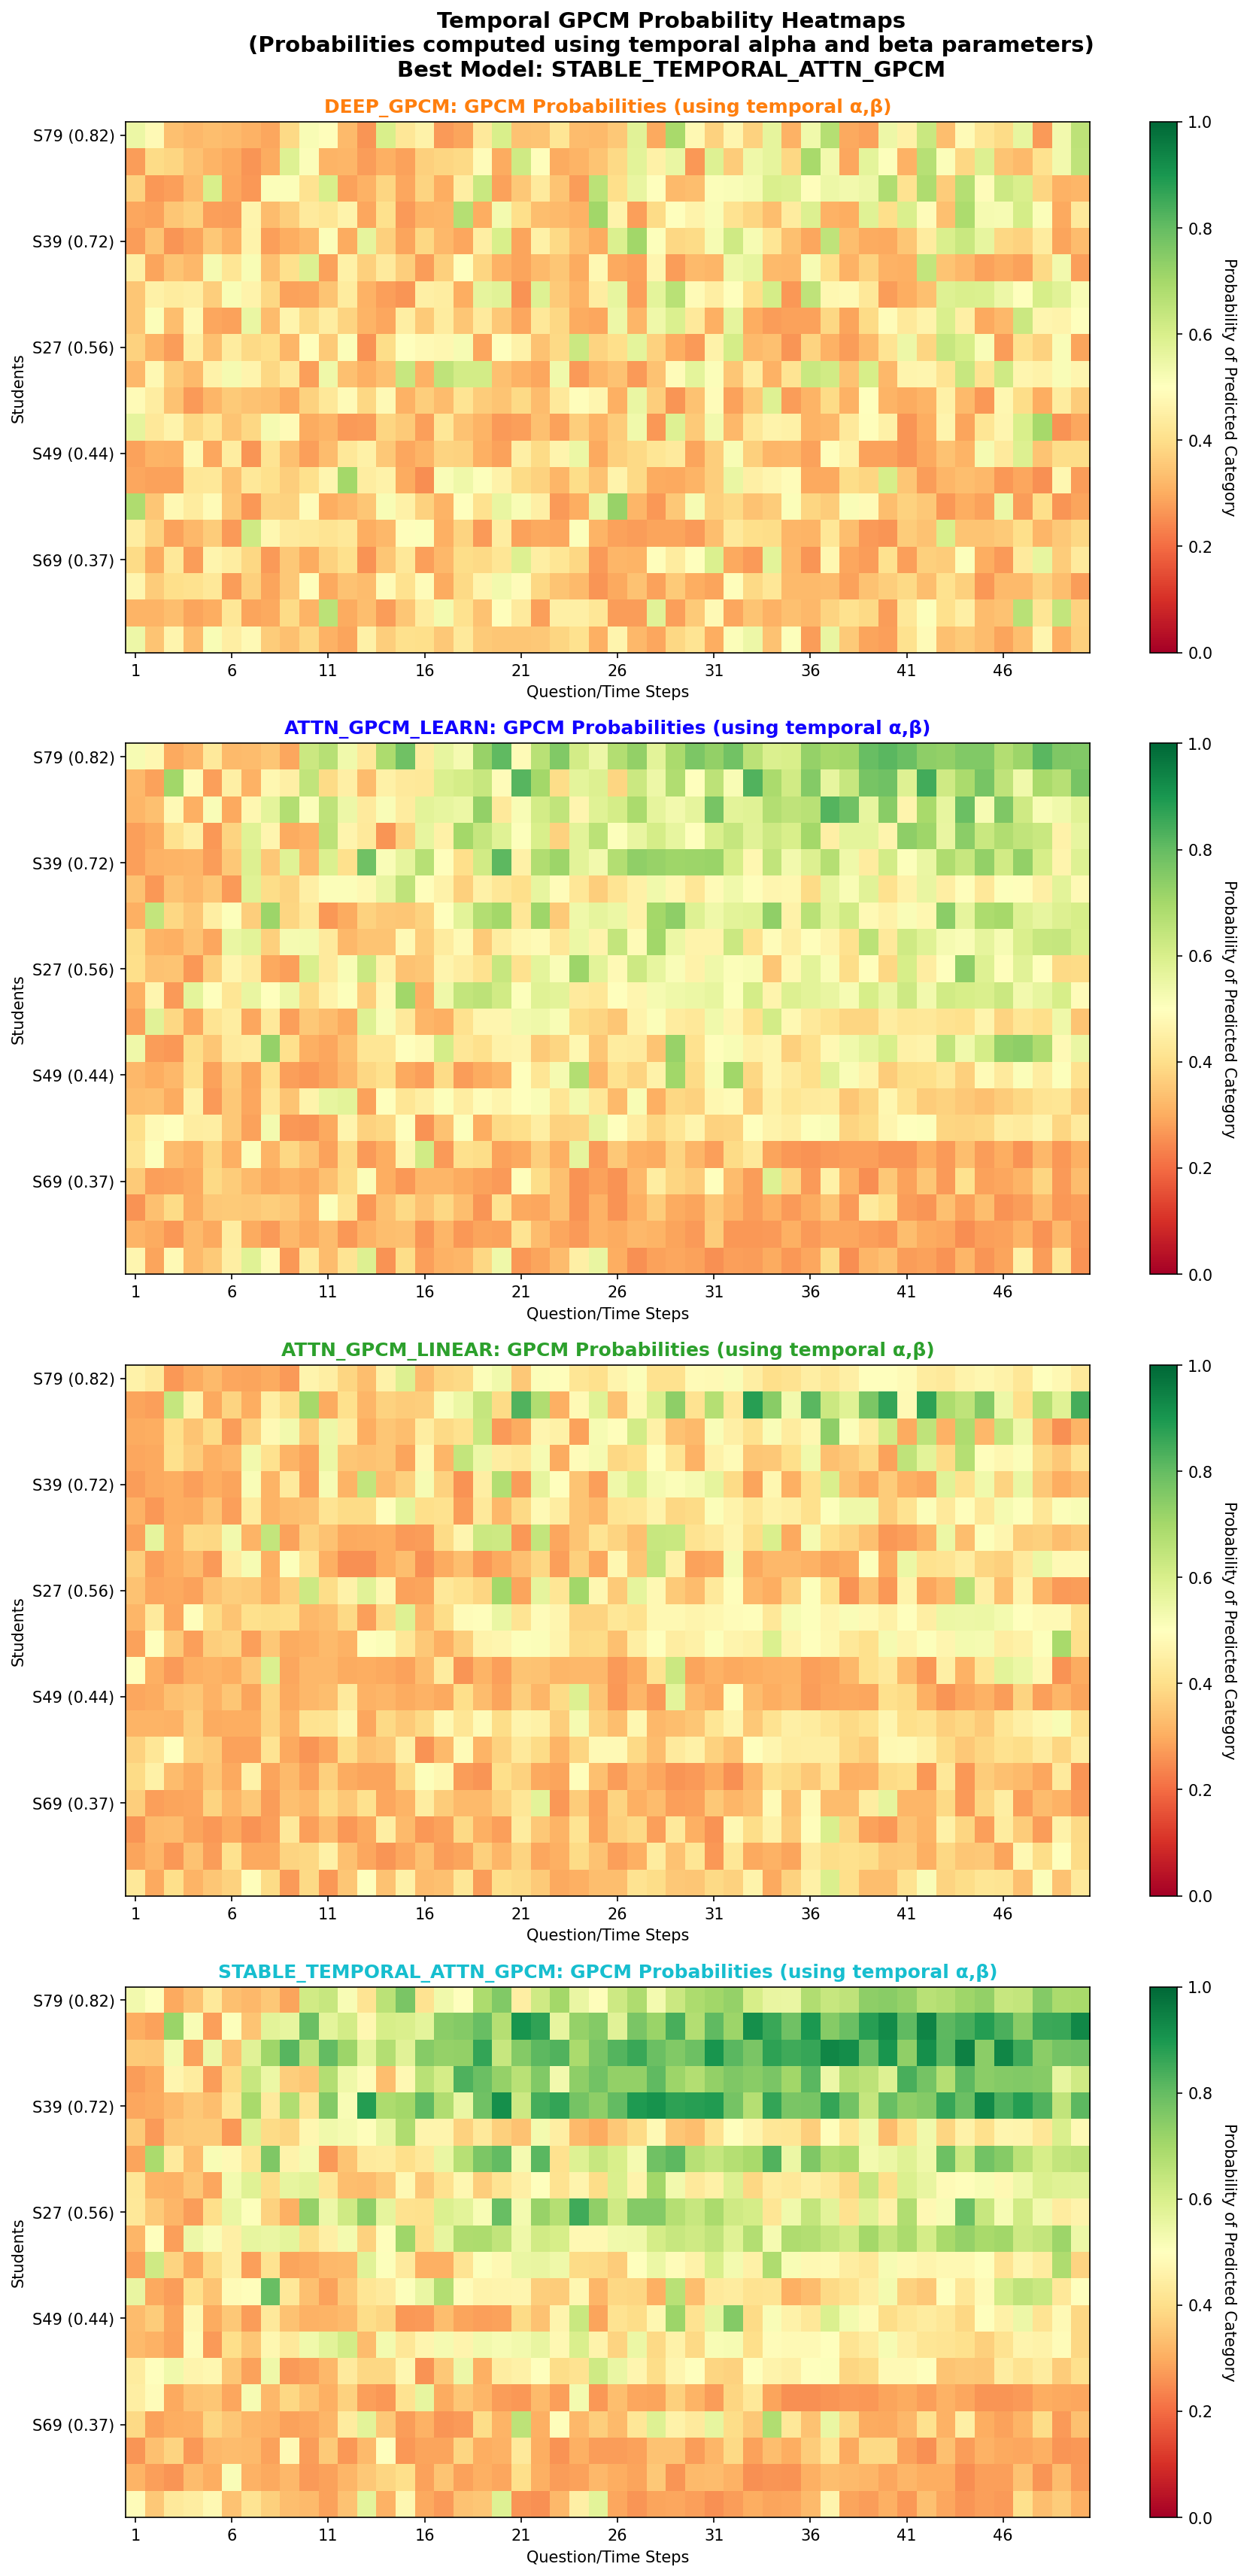 Temporal GPCM Probability Heatmaps
(Probabilities computed using temporal alpha and beta parameters)
Best Model: STABLE_TEMPORAL_ATTN_GPCM
DEEP_GPCM: GPCM Probabilities (using temporal α,β)
S79 (0.82)
S39 (0.72)
S27 (0.56)
S49 (0.44)
S69 (0.37)
Students
1 6 11 16 21 26 31 36 41 46
Question/Time Steps
1.0
0.8
0.6
0.4
0.2
0.0
Probability of Predicted Category
ATTN_GPCM_LEARN: GPCM Probabilities (using temporal α,β)
S79 (0.82)
S39 (0.72)
S27 (0.56)
S49 (0.44)
S69 (0.37)
Students
1 6 11 16 21 26 31 36 41 46
Question/Time Steps
1.0
0.8
0.6
0.4
0.2
0.0
Probability of Predicted Category
ATTN_GPCM_LINEAR: GPCM Probabilities (using temporal α,β)
S79 (0.82)
S39 (0.72)
S27 (0.56)
S49 (0.44)
S69 (0.37)
Students
1 6 11 16 21 26 31 36 41 46
Question/Time Steps
1.0
0.8
0.6
0.4
0.2
0.0
Probability of Predicted Category
STABLE_TEMPORAL_ATTN_GPCM: GPCM Probabilities (using temporal α,β)
S79 (0.82)
S39 (0.72)
S27 (0.56)
S49 (0.44)
S69 (0.37)
Students
1 6 11 16 21 26 31 36 41 46
Question/Time Steps
1.0
0.8
0.6
0.4
0.2
0.0
Probability of Predicted Category